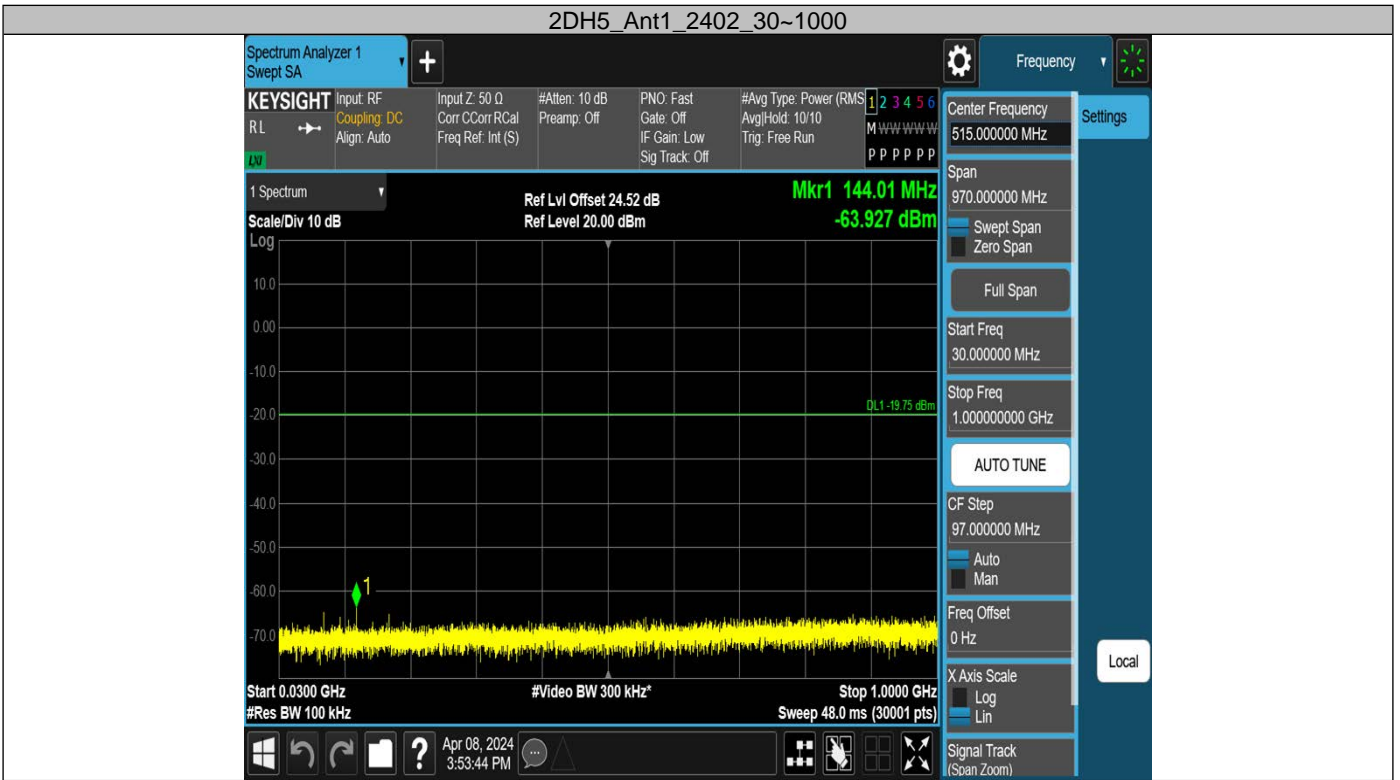 2DH5_Ant1_2402_30~1000
Spectrum Analyzer 1
Swept SA
+
Frequency
KEYSIGHT
RL
LXI
Input: RF
Coupling: DC
Align: Auto
Input Z: 50 Ω
Corr CCorr RCal
Freq Ref: Int (S)
#Atten: 10 dB
Preamp: Off
PNO: Fast
Gate: Off
IF Gain: Low
Sig Track: Off
#Avg Type: Power (RMS
Avg|Hold: 10/10
Trig: Free Run
1 2 3 4 5 6
M W W W W W
P P P P P P
1 Spectrum
Scale/Div 10 dB
Log
Ref Lvl Offset 24.52 dB
Ref Level 20.00 dBm
Mkr1 144.01 MHz
-63.927 dBm
10.0
0.00
-10.0
-20.0
DL1 -19.75 dBm
-30.0
-40.0
-50.0
-60.0
1
-70.0
Start 0.0300 GHz
#Res BW 100 kHz
#Video BW 300 kHz*
Stop 1.0000 GHz
Sweep 48.0 ms (30001 pts)
Center Frequency
515.000000 MHz
Settings
Span
970.000000 MHz
Swept Span
Zero Span
Full Span
Start Freq
30.000000 MHz
Stop Freq
1.000000000 GHz
AUTO TUNE
CF Step
97.000000 MHz
Auto
Man
Freq Offset
0 Hz
X Axis Scale
Log
Lin
Local
Signal Track
(Span Zoom)
?
Apr 08, 2024
3:53:44 PM